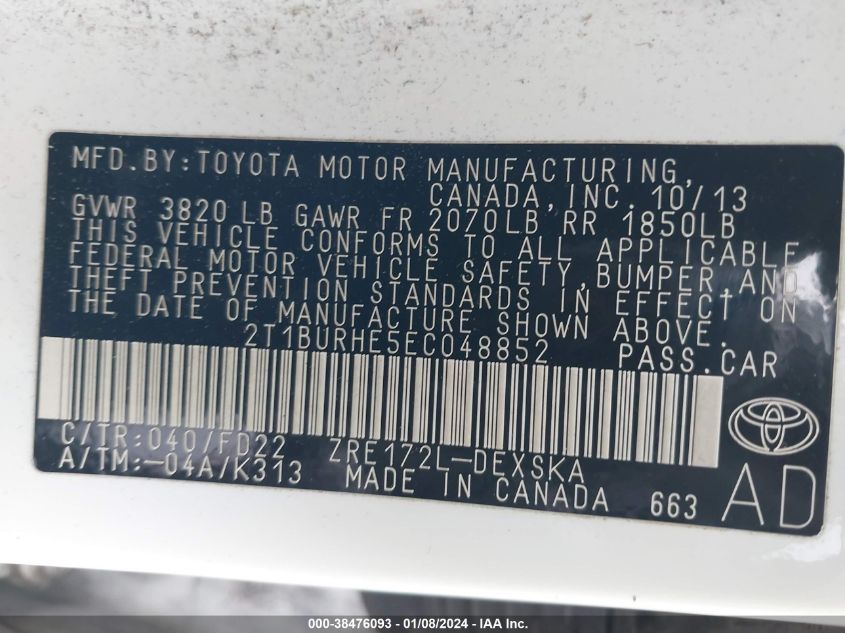 MFD.BY:TOYOTA MOTOR MANUFACTURING,
CANADA,INC. 10/13
GVWR 3820 LB GAWR FR 2070LB RR 1850LB
THIS VEHICLE CONFORMS TO ALL APPLICABLE
FEDERAL MOTOR VEHICLE SAFETY,BUMPER,AND
THEFT PREVENTION STANDARDS IN EFFECT ON
THE DATE OF MANUFACTURE SHOWN ABOVE.
2T1BURHE5EC048852 PASS.CAR
C/TR:040/FD22 ZRE172L-DEXSKA
A/TM:-04A/K313 MADE IN CANADA 663 AD
000-38476093 - 01/08/2024 - IAA, Inc.